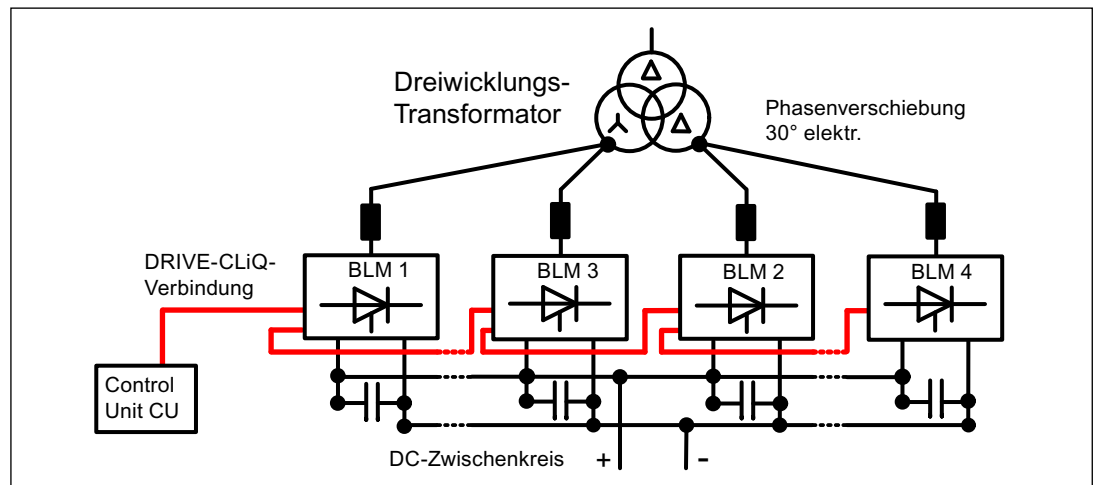 Dreiwicklungs-
Transformator
Phasenverschiebung
30° elektr.
DRIVE-CLiQ-
Verbindung
BLM 1
BLM 3
BLM 2
BLM 4
Control
Unit CU
DC-Zwischenkreis
+
-